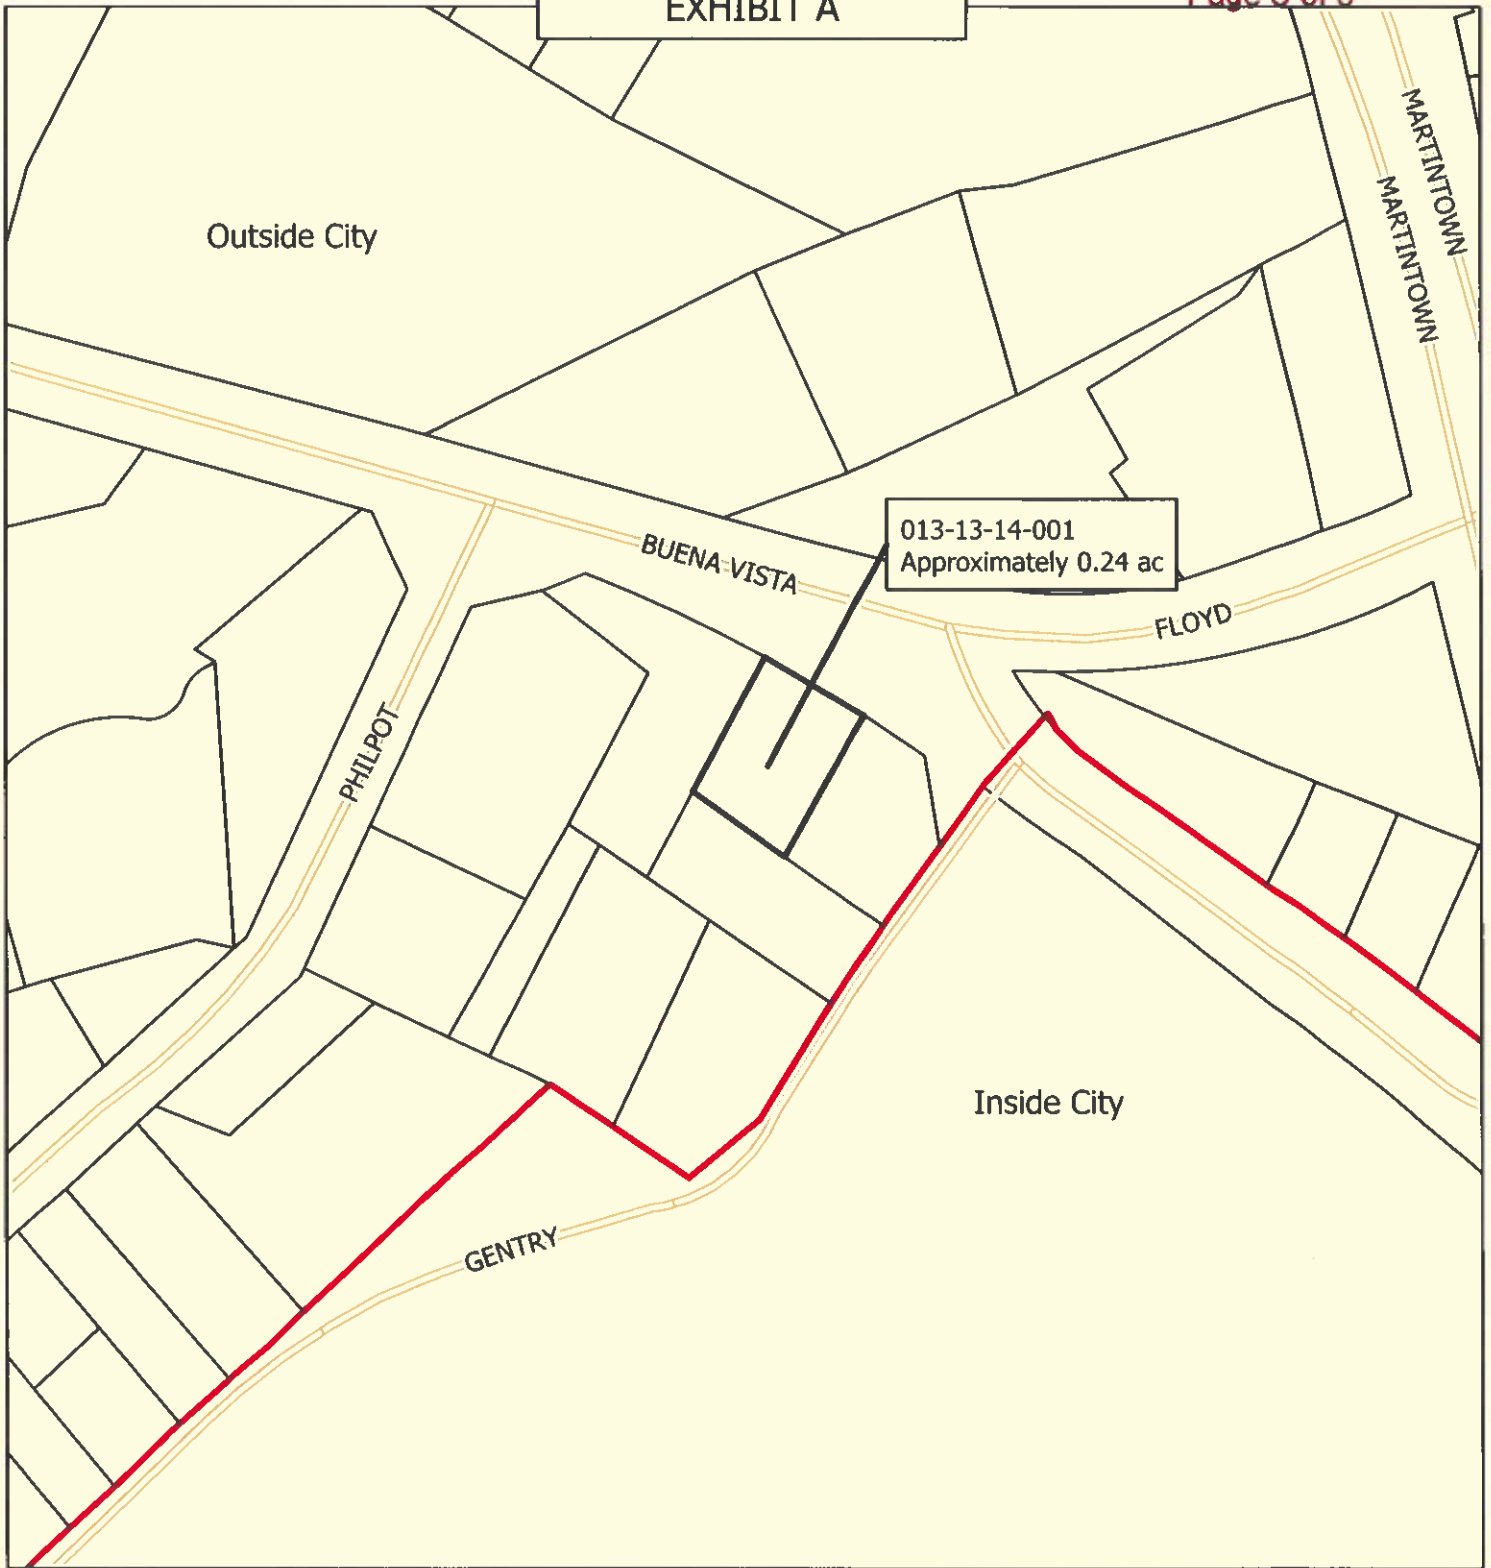 EXHIBIT A
MARTINTOWN
MARTINTOWN
Outside City
013-13-14-001
Approximately 0.24 ac
BUENA VISTA
FLOYD
PHILPOT
Inside City
GENTRY